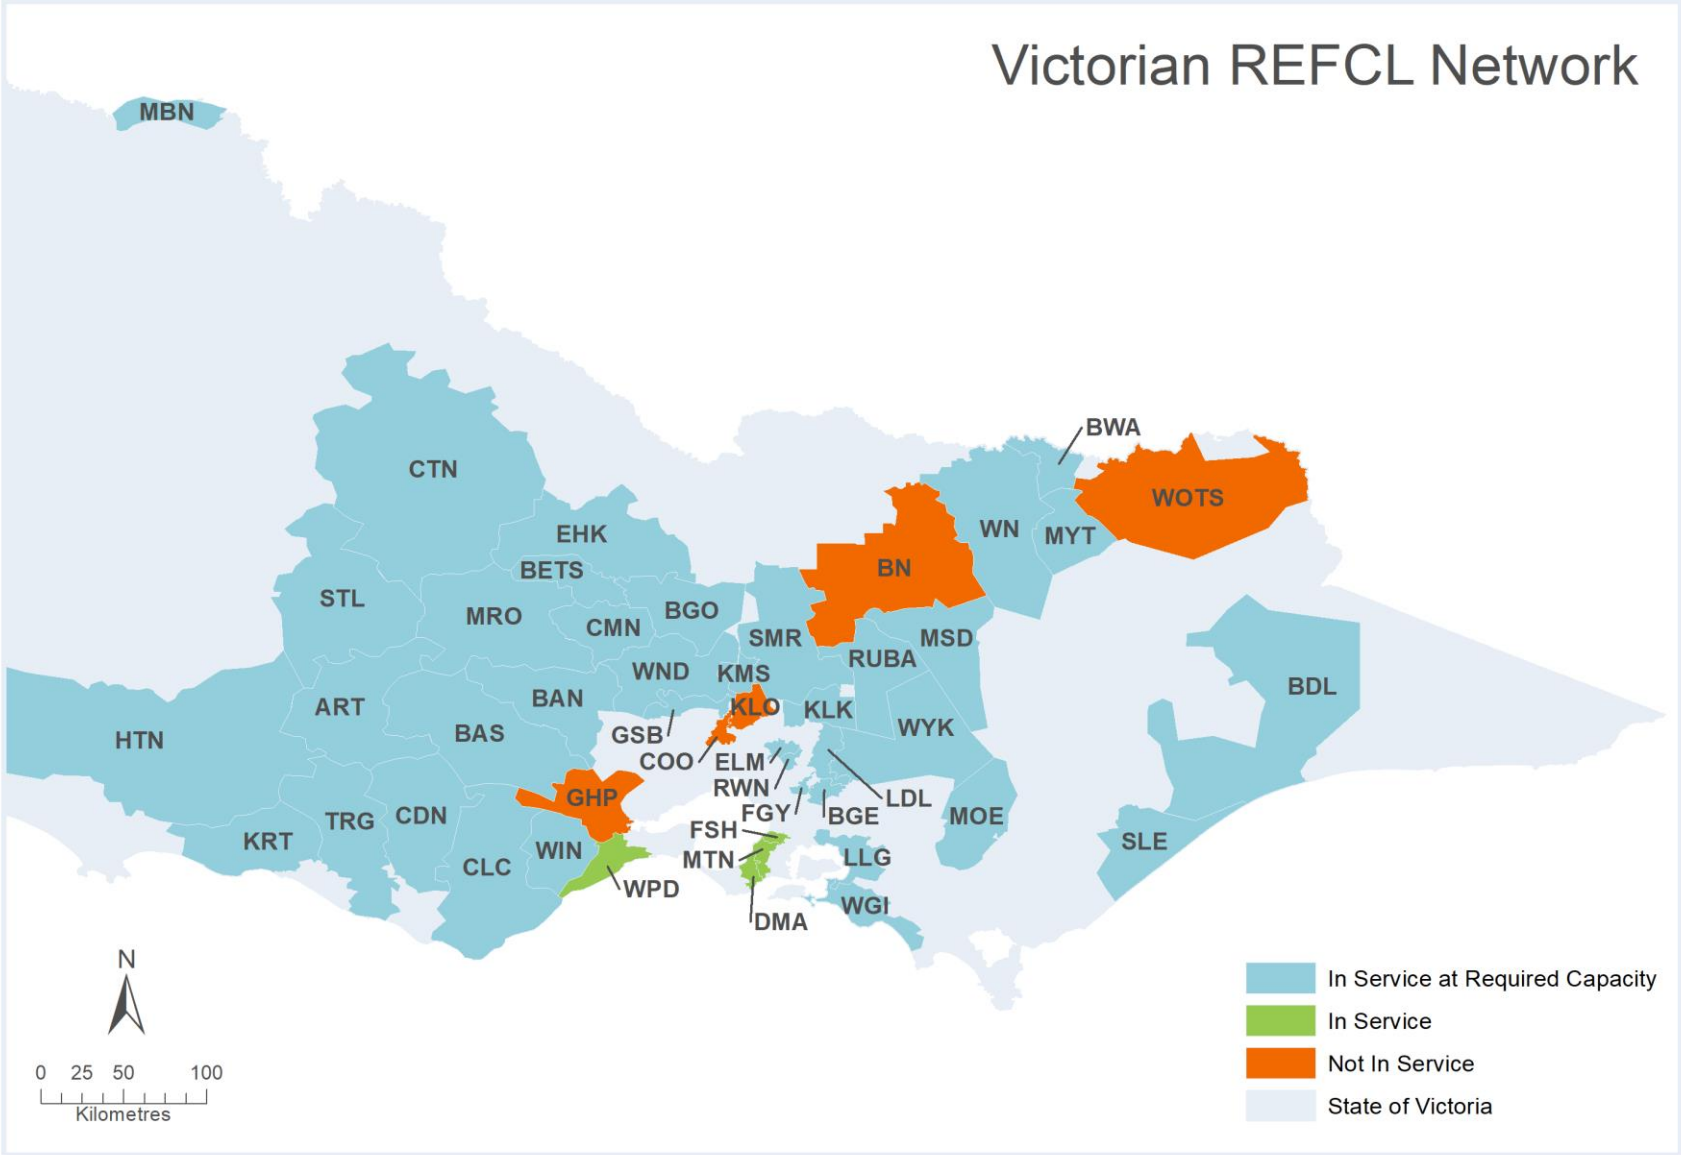 Victorian REFCL Network
MBN
BWA
CTN
WOTS
WN
EHK
MYT
BN
BETS
STL
BGO
MRO
CMN
SMR
MSD
RUBA
WND
KMS
BDL
BAN
ART
KLO
KLK
WYK
GSB
BAS
HTN
COO
ELM
RWN
GHP
LDL
FGY
BGE
MOE
CDN
TRG
FSH
KRT
SLE
WIN
MTN
LLG
CLC
WPD
WGI
DMA
N
0 25 50 100
Kilometres
In Service at Required Capacity
In Service
Not In Service
State of Victoria